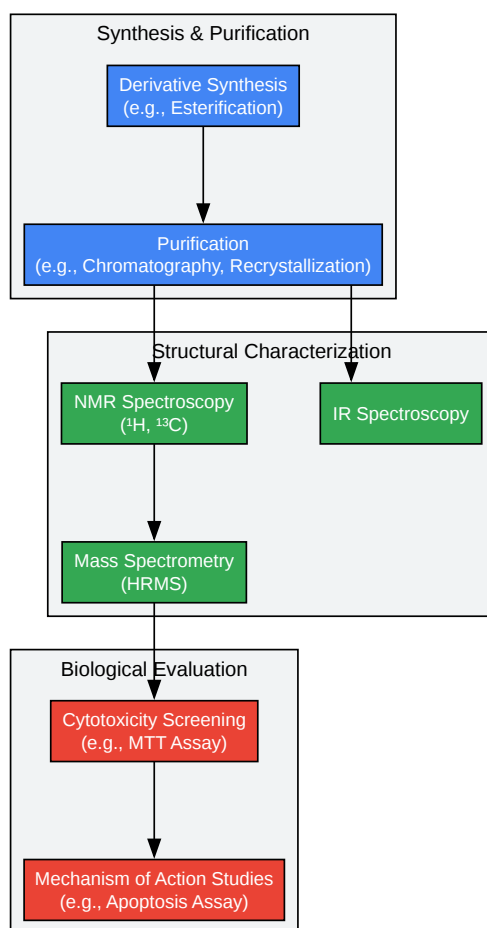 Synthesis & Purification
Derivative Synthesis
(e.g., Esterification)
Purification
(e.g., Chromatography, Recrystallization)
Structural Characterization
NMR Spectroscopy
(¹H, ¹³C)
IR Spectroscopy
Mass Spectrometry
(HRMS)
Biological Evaluation
Cytotoxicity Screening
(e.g., MTT Assay)
Mechanism of Action Studies
(e.g., Apoptosis Assay)